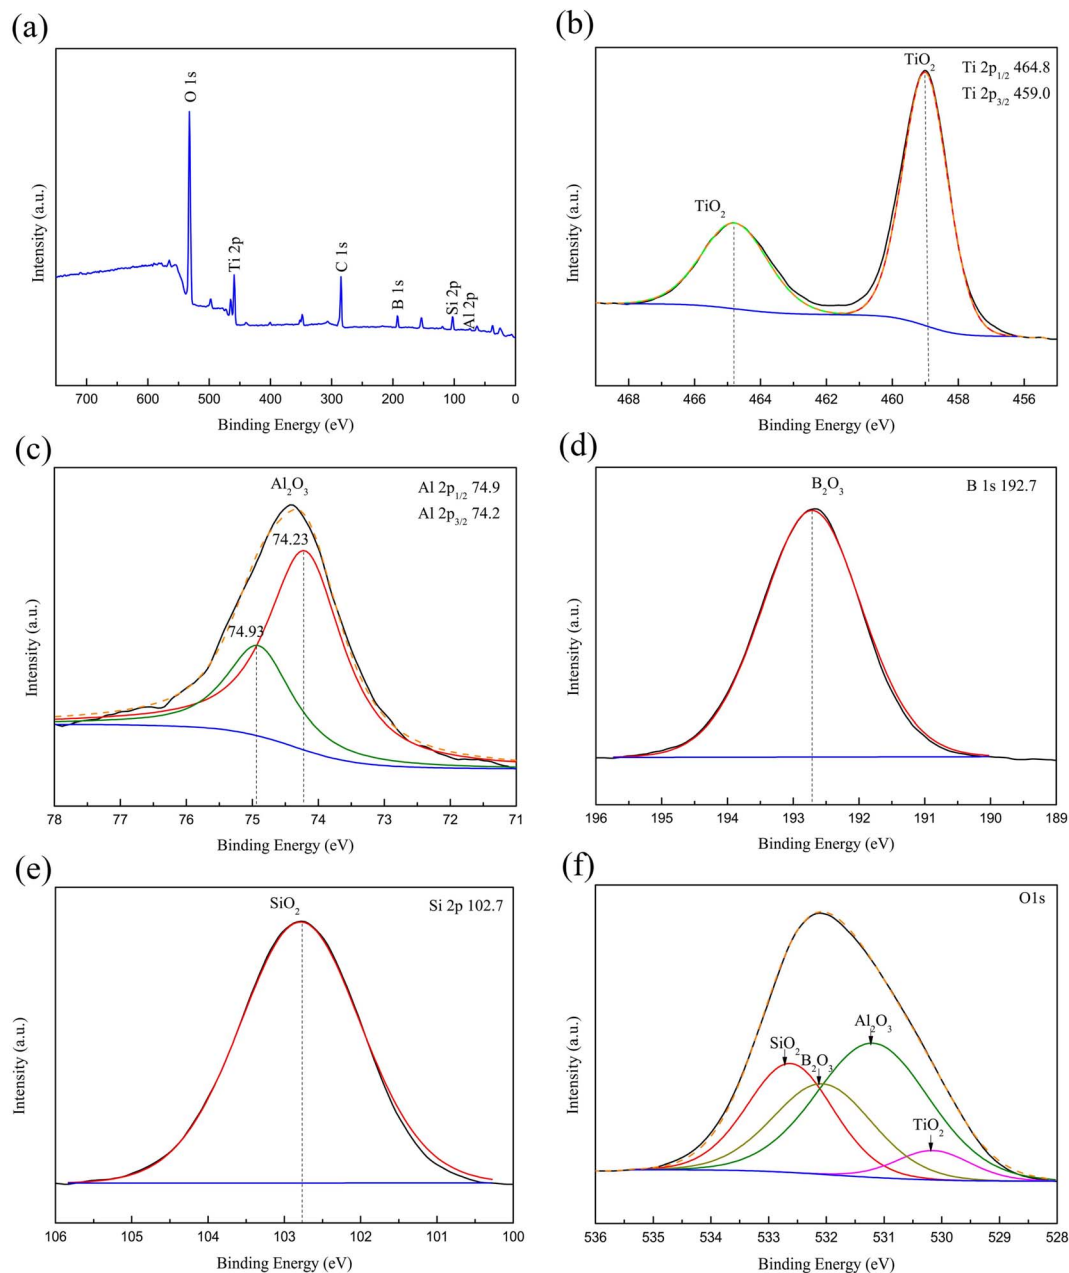 (a)
O 1s
Ti 2p
C 1s
B 1s
Si 2p
Al 2p
Intensity (a.u.)
700 600 500 400 300 200 100 0
Binding Energy (eV)
(b)
TiO₂
TiO₂
Ti 2p₁/₂ 464.8
Ti 2p₃/₂ 459.0
Intensity (a.u.)
468 466 464 462 460 458 456
Binding Energy (eV)
(c)
Al₂O₃
Al 2p₁/₂ 74.9
Al 2p₃/₂ 74.2
74.23
74.93
Intensity (a.u.)
78 77 76 75 74 73 72 71
Binding Energy (eV)
(d)
B₂O₃
B 1s 192.7
Intensity (a.u.)
196 195 194 193 192 191 190 189
Binding Energy (eV)
(e)
SiO₂
Si 2p 102.7
Intensity (a.u.)
106 105 104 103 102 101 100
Binding Energy (eV)
(f)
O1s
Al₂O₃
SiO₂
B₂O₃
TiO₂
Intensity (a.u.)
536 535 534 533 532 531 530 529 528
Binding Energy (eV)